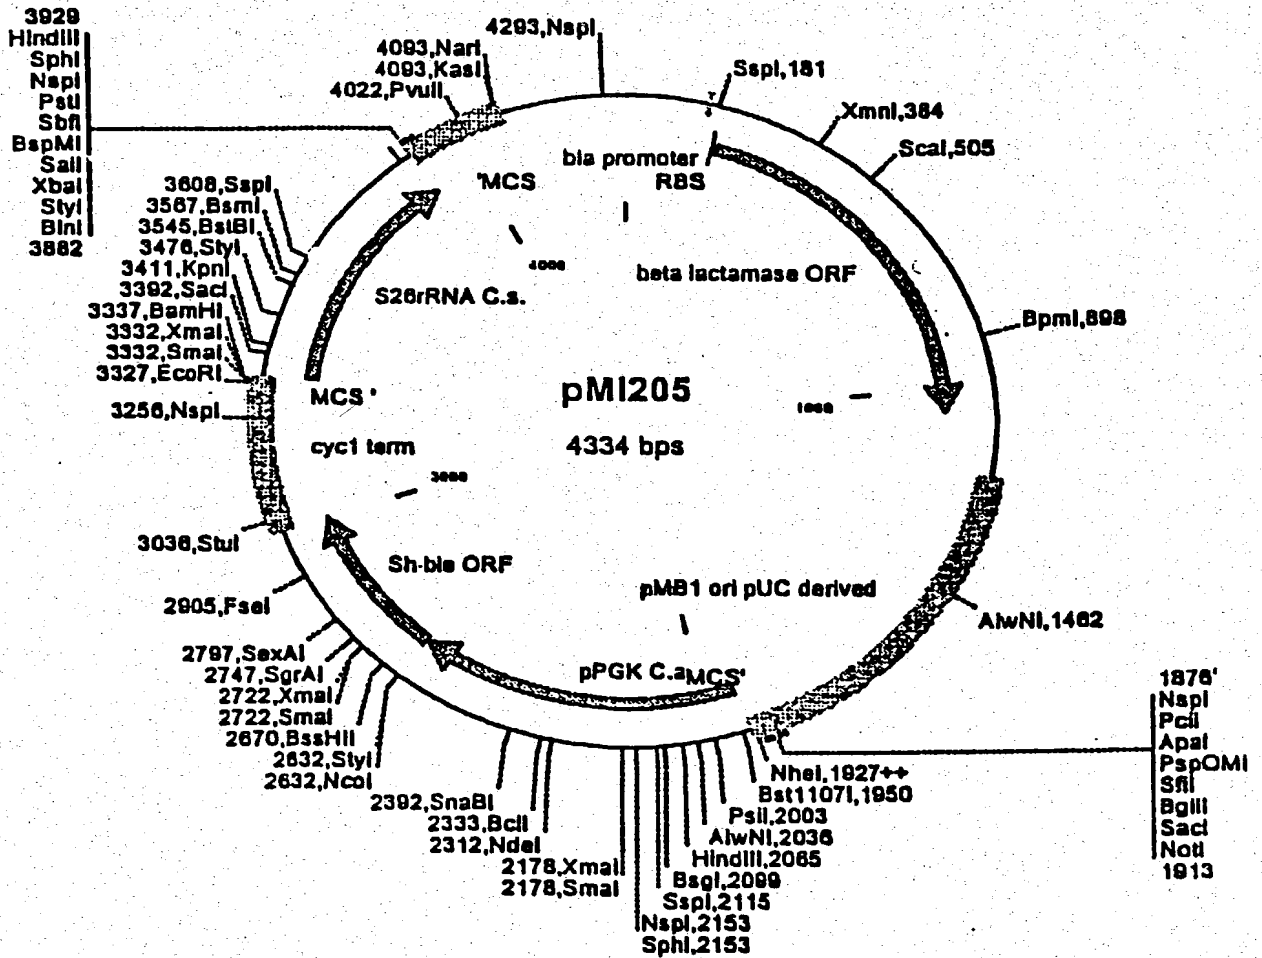 3929
HindIII
SphI
NspI
PstI
SbfI
BspMI
SalI
XbaI
StyI
BlnI
3882
4093,NarI
4093,KasI
4022,PvuII
4293,NspI
SspI,181
XmnI,384
ScaI,505
BpmI,898
AlwNI,1462
1876'
NspI
PciI
ApaI
PspOMI
SfiI
BglII
SacI
NotI
1913
NheI,1927++
Bst1107I,1950
PsiI,2003
AlwNI,2036
HindIII,2065
BsgI,2099
SspI,2115
NspI,2153
SphI,2153
2178,XmaI
2178,SmaI
2312,NdeI
2333,BclI
2392,SnaBI
2632,NcoI
2632,StyI
2670,BssHII
2722,SmaI
2722,XmaI
2747,SgrAI
2797,SexAI
2905,FseI
3036,StuI
3256,NspI
3327,EcoRI
3332,SmaI
3332,XmaI
3337,BamHI
3392,SacI
3411,KpnI
3476,StyI
3545,BstBI
3567,BsmI
3608,SspI
'MCS
bla promoter
RBS
4000
beta lactamase ORF
S26rRNA C.s.
MCS '
pMI205
4334 bps
1000
cyc1 term
3000
Sh-ble ORF
pMB1 ori pUC derived
pPGK C.a
MCS'